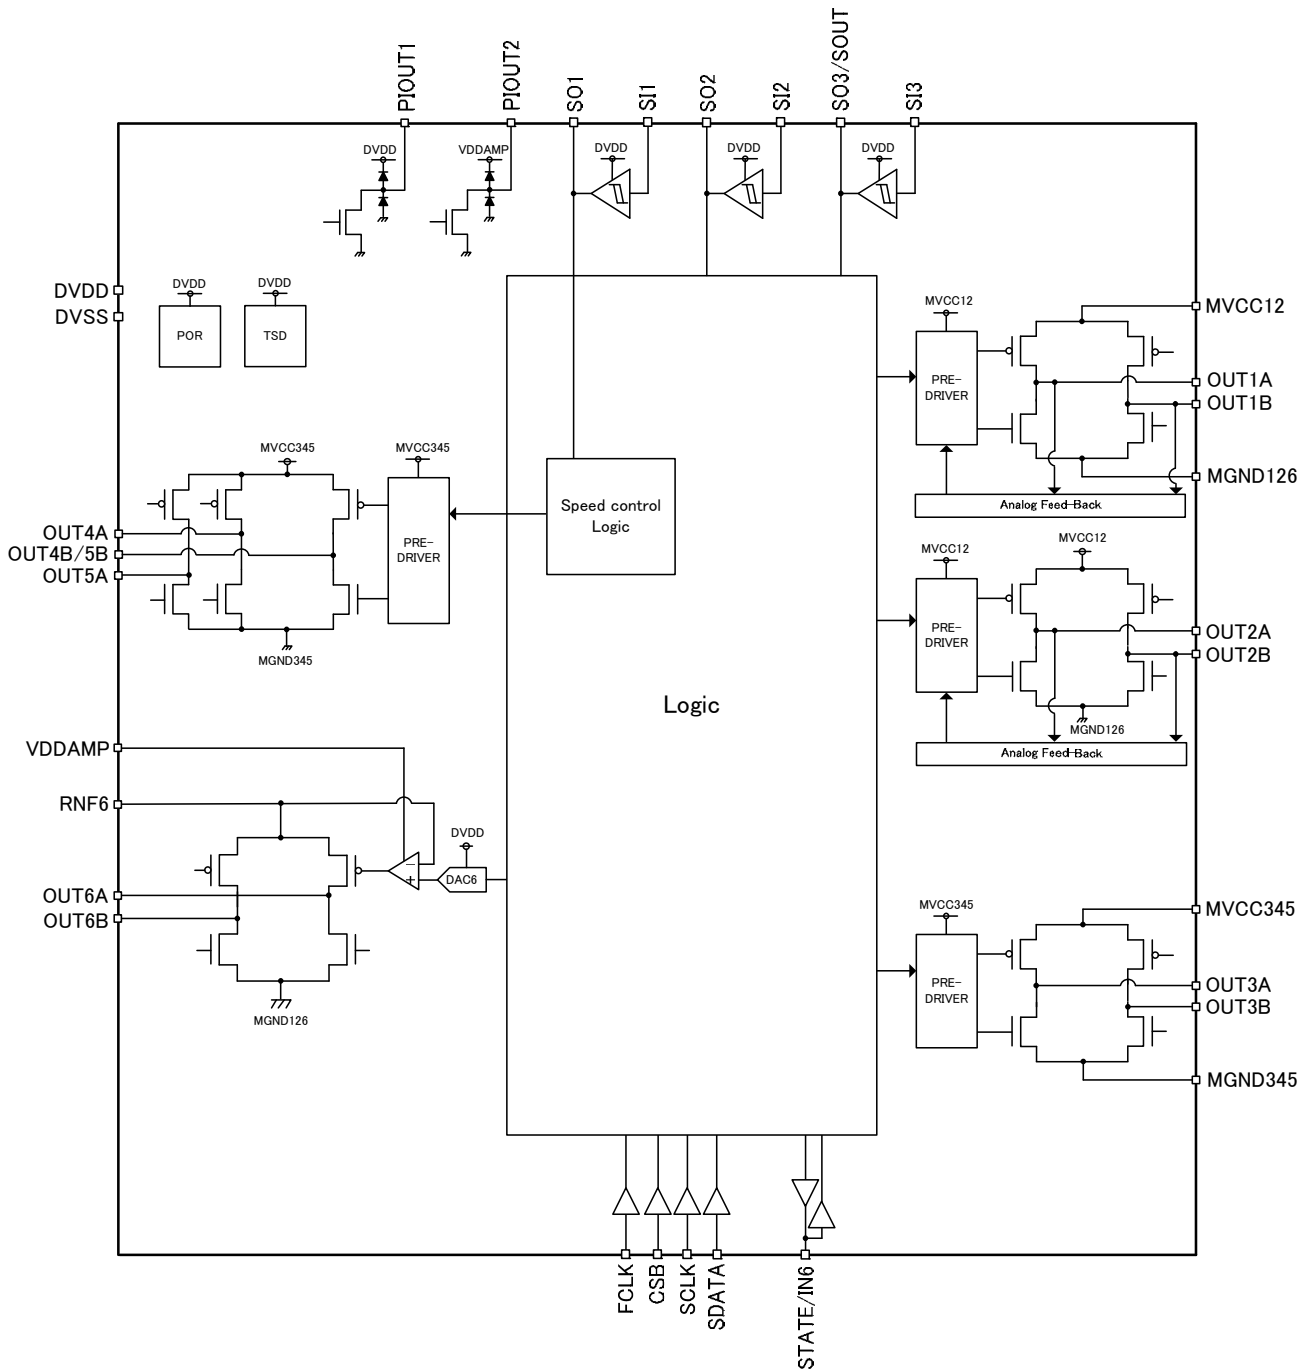 PIOUT1
PIOUT2
SO1
SI1
SO2
SI2
SO3/SOUT
SI3
DVDD
VDDAMP
DVDD
DVDD
DVDD
DVDD
DVSS
DVDD
POR
DVDD
TSD
MVCC12
PRE-
DRIVER
MVCC12
OUT1A
OUT1B
MGND126
Analog Feed-Back
MVCC345
MVCC345
OUT4A
OUT4B/5B
OUT5A
PRE-
DRIVER
MGND345
Speed control
Logic
MVCC12
MVCC12
PRE-
DRIVER
OUT2A
OUT2B
MGND126
Analog Feed-Back
Logic
VDDAMP
RNF6
OUT6A
OUT6B
DVDD
DAC6
−
+
MGND126
MVCC345
PRE-
DRIVER
MVCC345
OUT3A
OUT3B
MGND345
FCLK
CSB
SCLK
SDATA
STATE/IN6